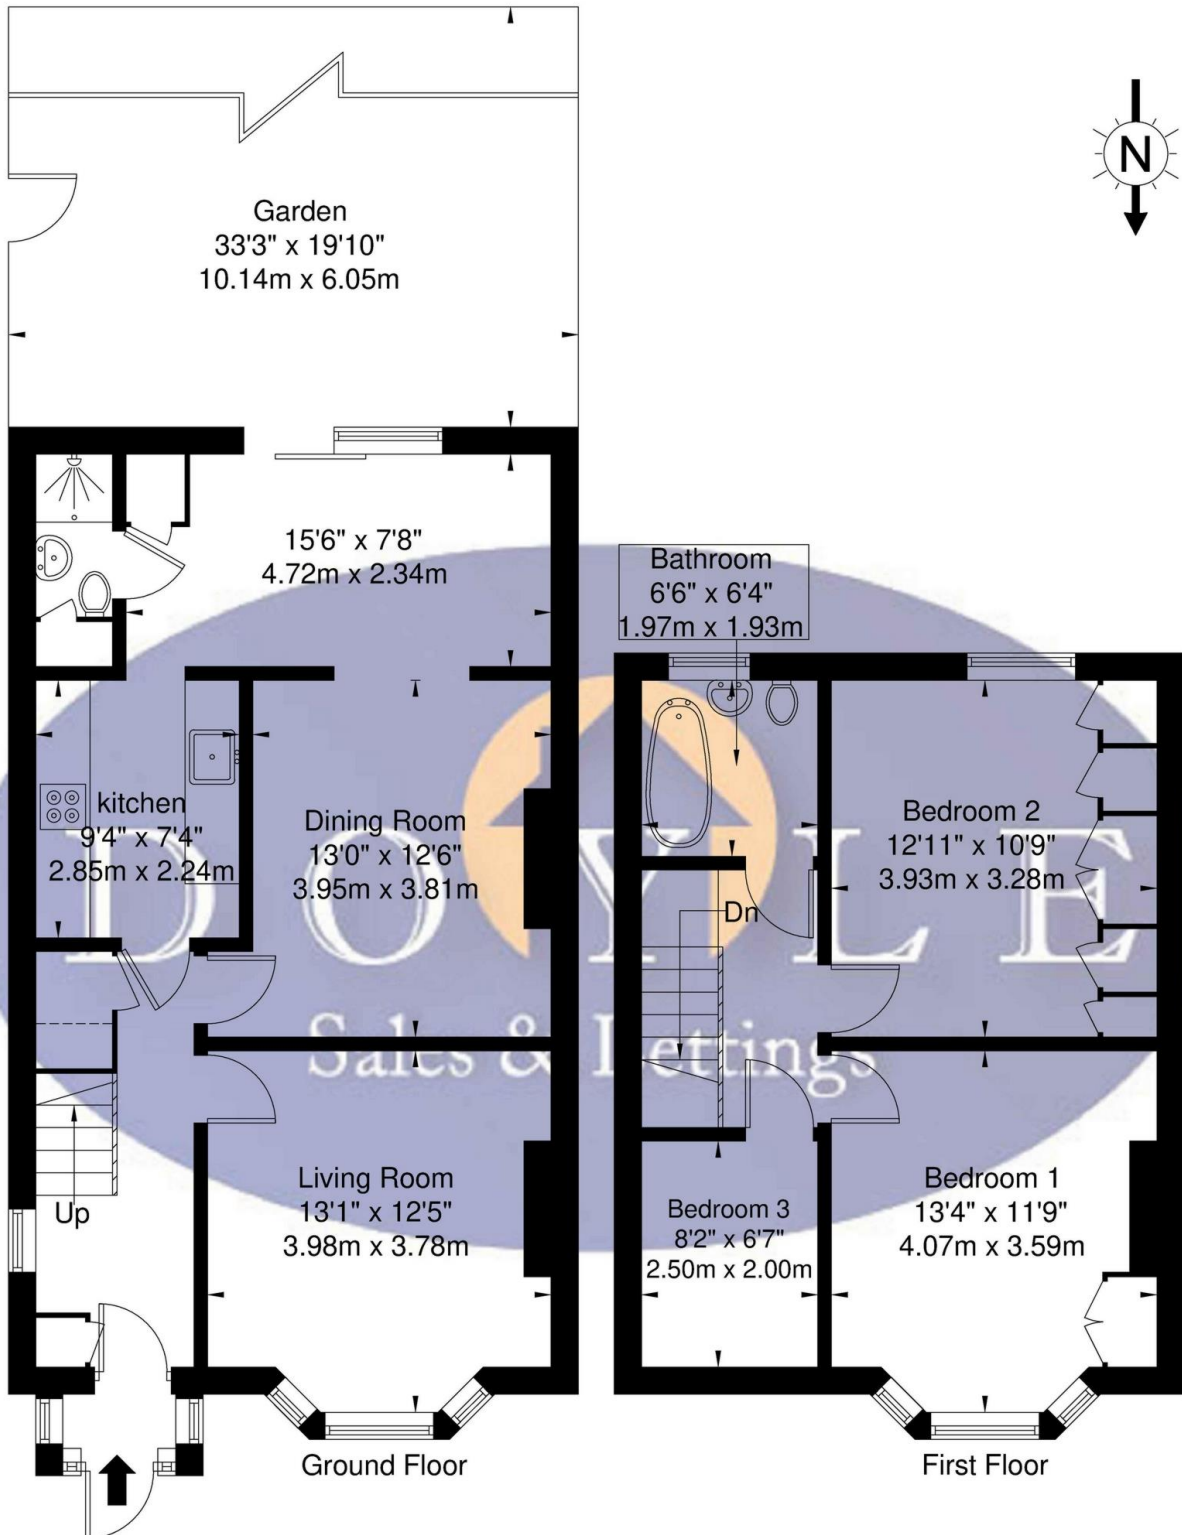 N
Garden
33'3" x 19'10"
10.14m x 6.05m
15'6" x 7'8"
4.72m x 2.34m
kitchen
9'4" x 7'4"
2.85m x 2.24m
Dining Room
13'0" x 12'6"
3.95m x 3.81m
Living Room
13'1" x 12'5"
3.98m x 3.78m
Up
Ground Floor
Bathroom
6'6" x 6'4"
1.97m x 1.93m
Bedroom 2
12'11" x 10'9"
3.93m x 3.28m
Dn
Bedroom 3
8'2" x 6'7"
2.50m x 2.00m
Bedroom 1
13'4" x 11'9"
4.07m x 3.59m
First Floor
DOYLE
Sales & Lettings